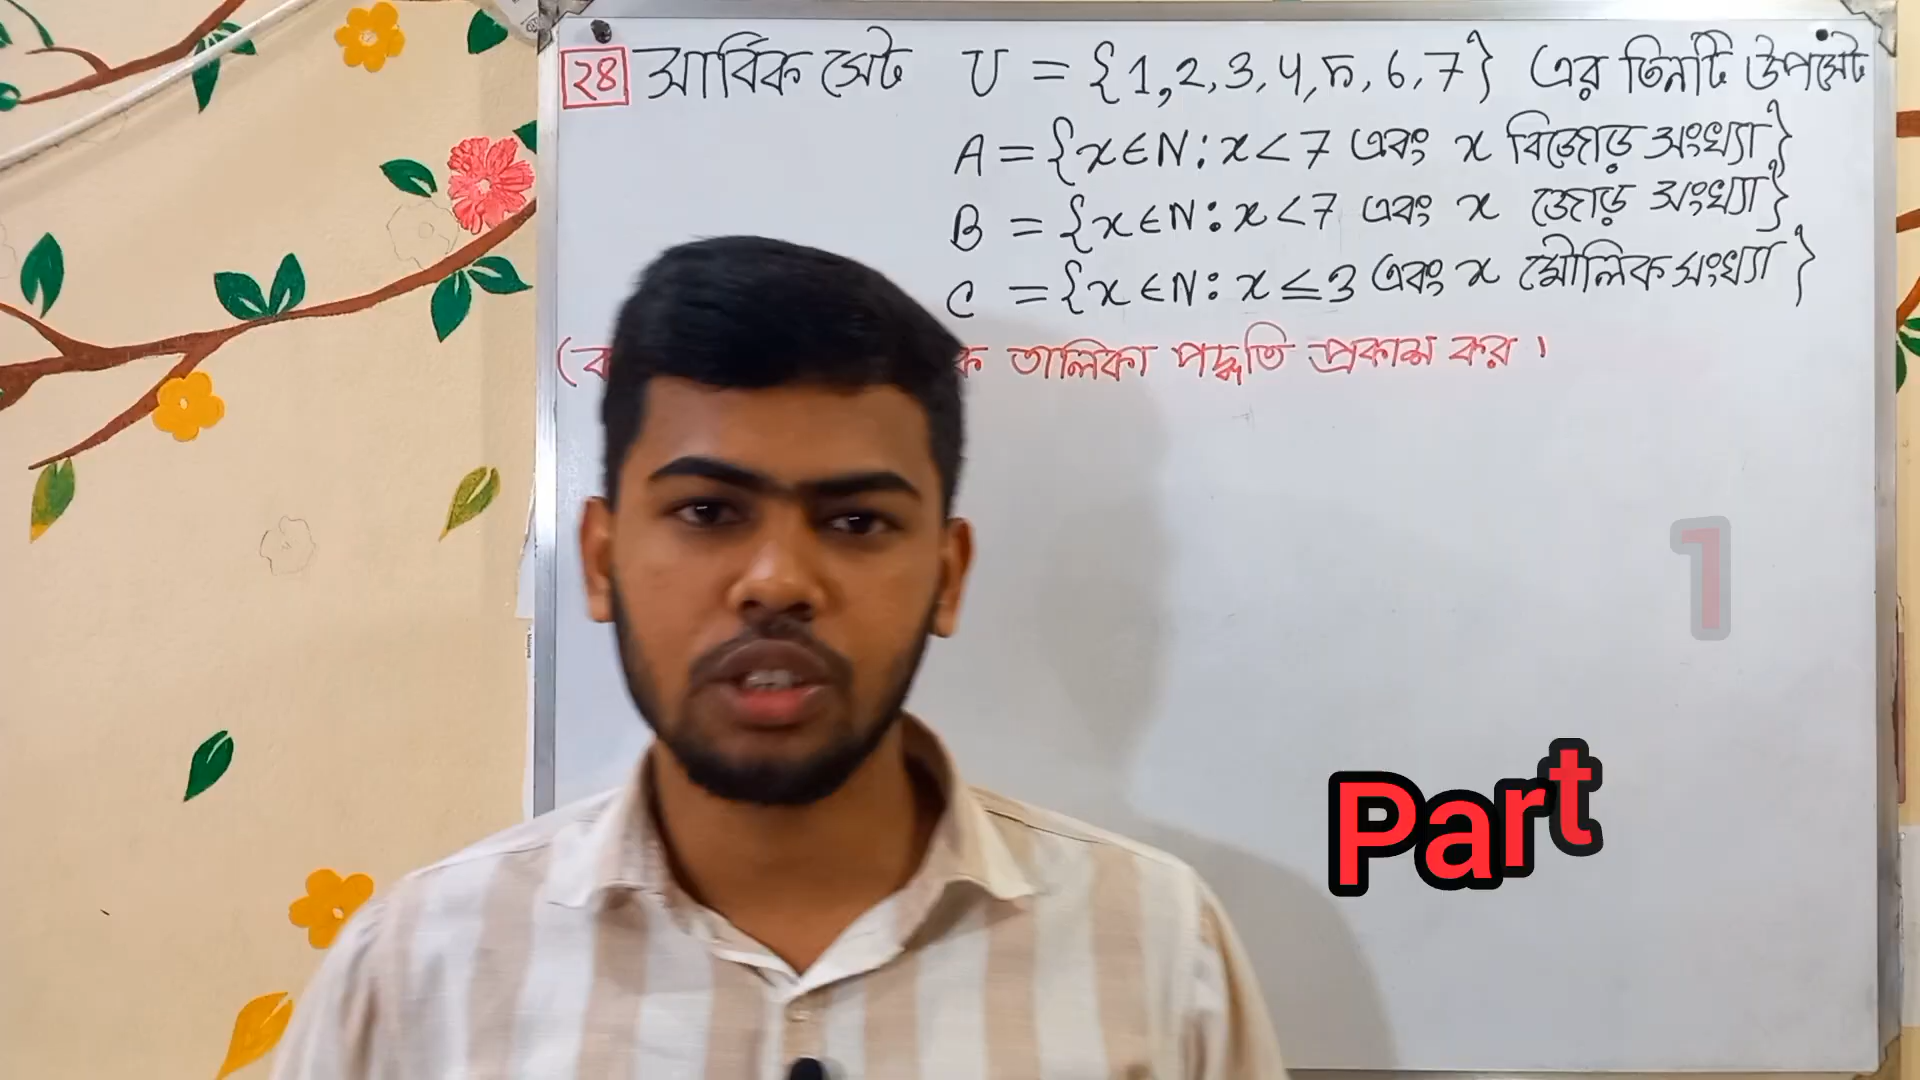 ২৪ সার্বিক সেট U = {1,2,3,4,5,6,7} এর তিনটি উপসেট
A = {x∈N: x<7 এবং x বিজোড় সংখ্যা}
B = {x∈N: x<7 এবং x জোড় সংখ্যা}
C = {x∈N: x≤3 এবং x মৌলিক সংখ্যা}
তালিকা পদ্ধতি প্রকাশ কর।
1
Part